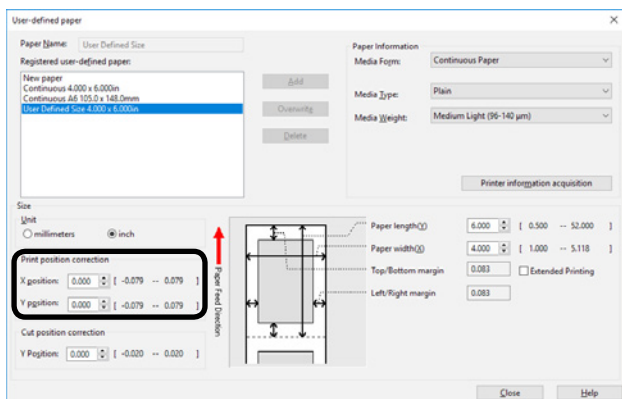 User-defined paper
Paper Name: User Defined Size
Registered user-defined paper:
New paper
Continuous 4.000 x 6.000in
Continuous A6 105.0 x 148.0mm
User Defined Size 4.000 x 6.000in
Add
Overwrite
Delete
Paper Information
Media Form: Continuous Paper
Media Type: Plain
Media Weight: Medium Light (96-140 μm)
Printer information acquisition
Size
Unit
millimeters inch
Print position correction
X position: 0.000 [ -0.079 -- 0.079 ]
Y position: 0.000 [ -0.079 -- 0.079 ]
Cut position correction
Y Position: 0.000 [ -0.020 -- 0.020 ]
Paper Feed Direction
Paper length(Y) 6.000 [ 0.500 -- 52.000 ]
Paper width(X) 4.000 [ 1.000 -- 5.118 ]
Top/Bottom margin 0.083 Extended Printing
Left/Right margin 0.083
Close Help